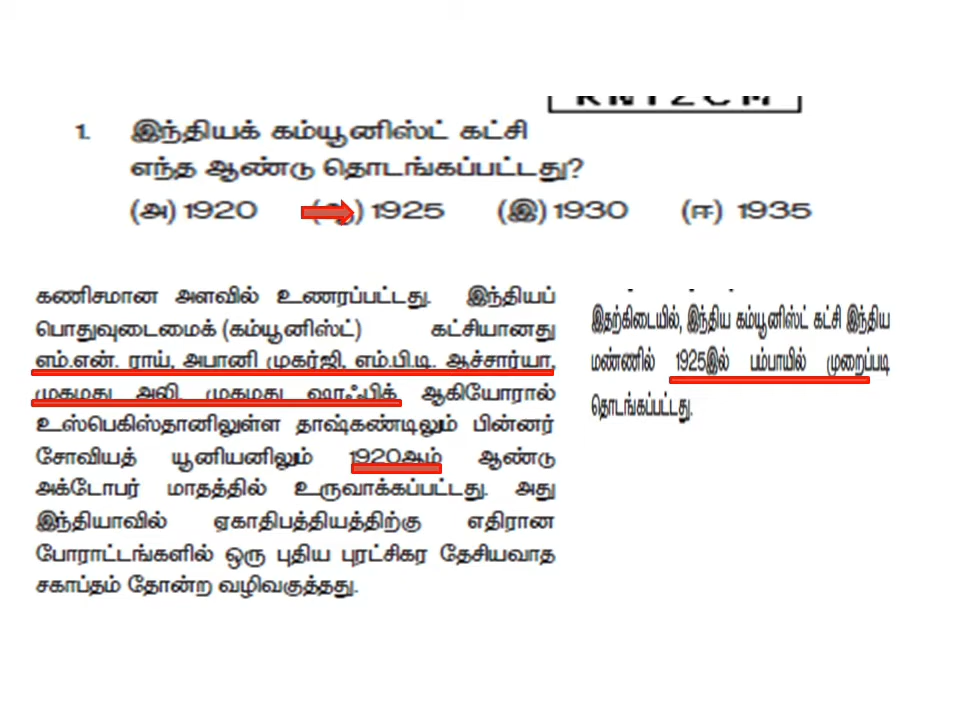 1. இந்தியக் கம்யூனிஸ்ட் கட்சி
எந்த ஆண்டு தொடங்கப்பட்டது?
(அ) 1920 (ஆ) 1925 (இ) 1930 (ஈ) 1935
கணிசமான அளவில் உணரப்பட்டது. இந்தியப்
பொதுவுடைமைக் (கம்யூனிஸ்ட்) கட்சியானது
எம்.என். ராய், அபானி முகர்ஜி, எம்.பி.டி. ஆச்சார்யா,
முகமது அலி, முகமது ஷாஃபிக் ஆகியோரால்
உஸ்பெகிஸ்தானிலுள்ள தாஷ்கண்டிலும் பின்னர்
சோவியத் யூனியனிலும் 1920ஆம் ஆண்டு
அக்டோபர் மாதத்தில் உருவாக்கப்பட்டது. அது
இந்தியாவில் ஏகாதிபத்தியத்திற்கு எதிரான
போராட்டங்களில் ஒரு புதிய புரட்சிகர தேசியவாத
சகாப்தம் தோன்ற வழிவகுத்தது.
இதற்கிடையில், இந்திய கம்யூனிஸ்ட் கட்சி இந்திய
மண்ணில் 1925இல் பம்பாயில் முறைப்படி
தொடங்கப்பட்டது.